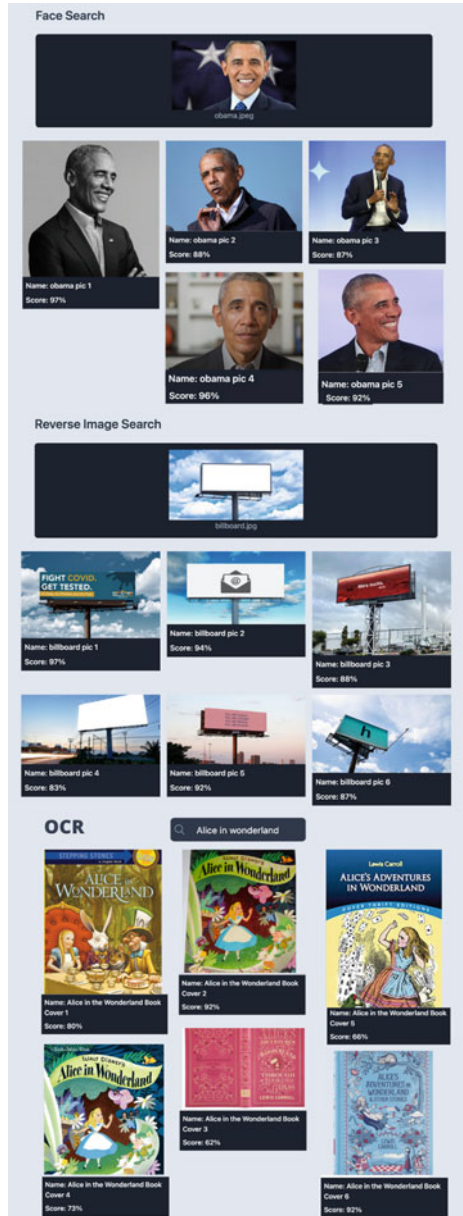 Face Search
obama.jpeg
Name: obama pic 1
Score: 97%
Name: obama pic 2
Score: 88%
Name: obama pic 3
Score: 87%
Name: obama pic 4
Score: 96%
Name: obama pic 5
Score: 92%
Reverse Image Search
billboard.jpg
FIGHT COVID.
GET TESTED.
Name: billboard pic 1
Score: 97%
@
Name: billboard pic 2
Score: 94%
Name: billboard pic 3
Score: 88%
Name: billboard pic 4
Score: 83%
Name: billboard pic 5
Score: 92%
h
Name: billboard pic 6
Score: 87%
OCR
Alice in wonderland
STEPPING STONES
ALICE in
WONDERLAND
Name: Alice in the Wonderland Book
Cover 1
Score: 80%
WALT DISNEY'S
Alice in Wonderland
Name: Alice in the Wonderland Book
Cover 2
Score: 92%
Lewis Carroll
ALICE'S ADVENTURES
IN WONDERLAND
DOVER THRIFT EDITIONS
Name: Alice in the Wonderland Book
Cover 5
Score: 66%
WALT DISNEY'S
Alice in Wonderland
Name: Alice in the Wonderland Book
Cover 4
Score: 73%
Name: Alice in the Wonderland Book
Cover 3
Score: 62%
ALICE'S
ADVENTURES IN
WONDERLAND
& OTHER STORIES
LEWIS
CARROLL
Name: Alice in the Wonderland Book
Cover 6
Score: 92%